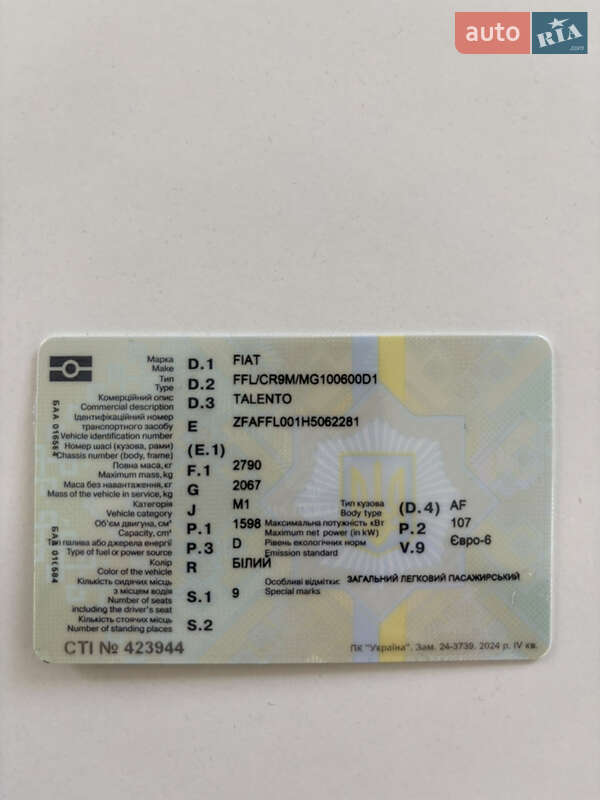 auto RIA .com
Марка D.1 FIAT
Make
Тип D.2 FFL/CR9M/MG100600D1
Type
Комерційний опис D.3 TALENTO
Commercial description
Ідентифікаційний номер
транспортного засобу E ZFAFFL001H5062281
Vehicle identification number
Номер шасі (кузова, рами) (E.1)
Chassis number (body, frame)
Повна маса, кг F.1 2790
Maximum mass, kg
Маса без навантаження, кг G 2067
Mass of the vehicle in service, kg
Категорія J M1 Тип кузова (D.4) AF
Vehicle category Body type
Об'єм двигуна, см³ P.1 1598 Максимальна потужність кВт P.2 107
Capacity, cm³ Maximum net power (in kW)
ип палива або джерела енергії P.3 D Рівень екологічних норм V.9 Євро-6
Type of fuel or power source Emission standard
Колір R БІЛИЙ
Color of the vehicle
Кількість сидячих місць Особливі відмітки: ЗАГАЛЬНИЙ ЛЕГКОВИЙ ПАСАЖИРСЬКИЙ
з місцем водія S.1 9 Special marks
Number of seats
including the driver's seat
Кількість стоячих місць S.2
Number of standing places
СТІ № 423944
ПК "Україна". Зам. 24-3739. 2024 р. IV кв.